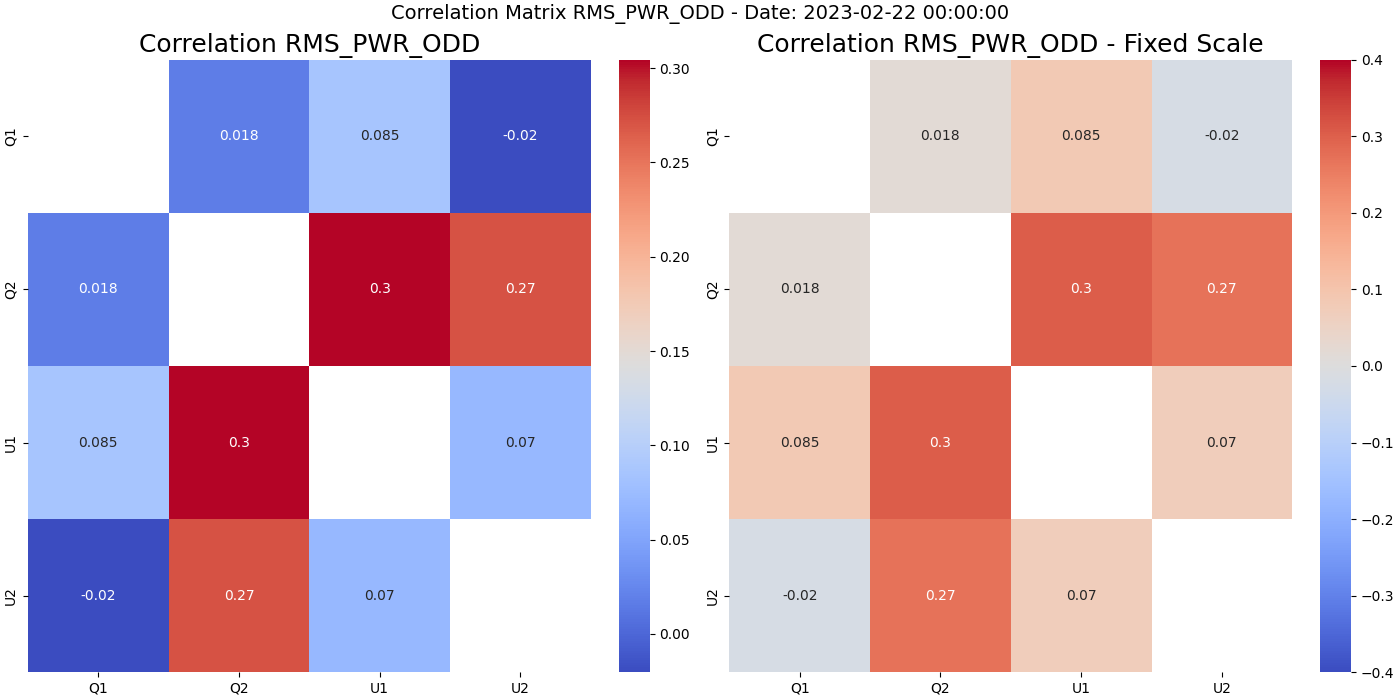 Correlation Matrix RMS_PWR_ODD - Date: 2023-02-22 00:00:00
Correlation RMS_PWR_ODD
Q1
0.018
0.085
-0.02
Q2
0.018
0.3
0.27
U1
0.085
0.3
0.07
U2
-0.02
0.27
0.07
Q1
Q2
U1
U2
0.30
0.25
0.20
0.15
0.10
0.05
0.00
Correlation RMS_PWR_ODD - Fixed Scale
Q1
0.018
0.085
-0.02
Q2
0.018
0.3
0.27
U1
0.085
0.3
0.07
U2
-0.02
0.27
0.07
Q1
Q2
U1
U2
0.4
0.3
0.2
0.1
0.0
−0.1
−0.2
−0.3
−0.4